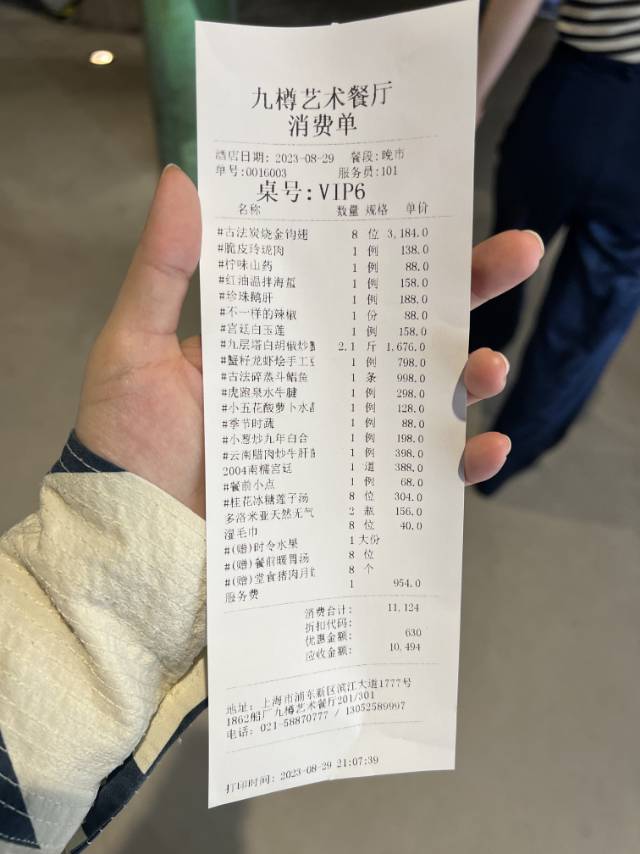 九樽艺术餐厅
消费单
酒店日期: 2023-08-29 餐段:晚市
单号:0016003 服务员:101
桌号:VIP6
名称 数量 规格 单价
#古法炭烧金钩翅 8 位 3,184.0
#脆皮玲珑肉 1 例 138.0
#柠味山药 1 例 88.0
#红油温拌海蜇 1 例 158.0
#珍珠鹅肝 1 例 188.0
#不一样的辣椒 1 份 88.0
#宫廷白玉莲 1 例 158.0
#九层塔白胡椒炒蟹 2.1 斤 1,676.0
#蟹籽龙虾烩手工豆 1 例 798.0
#古法碎蒸斗鲳鱼 1 条 998.0
#虎跑泉水牛腱 1 例 298.0
#小五花酸萝卜水晶 1 例 128.0
#季节时蔬 1 例 88.0
#小葱炒九年白合 1 例 198.0
#云南腊肉炒牛肝菌 1 例 398.0
2004南糯宫廷 1 道 388.0
#餐前小点 1 例 68.0
#桂花冰糖莲子汤 8 位 304.0
多洛米亚天然无气 2 瓶 156.0
湿毛巾 8 位 40.0
#(赠)时令水果 1 大份
#(赠)餐前暖胃汤 8 位
#(赠)堂食猪肉月饼 8 个
服务费 1 954.0
消费合计: 11,124
折扣代码:
优惠金额: 630
应收金额: 10,494
地址: 上海市浦东新区滨江大道1777号
1862船厂九樽艺术餐厅201/301
电话: 021-58870777 / 13052589997
打印时间: 2023-08-29 21:07:39